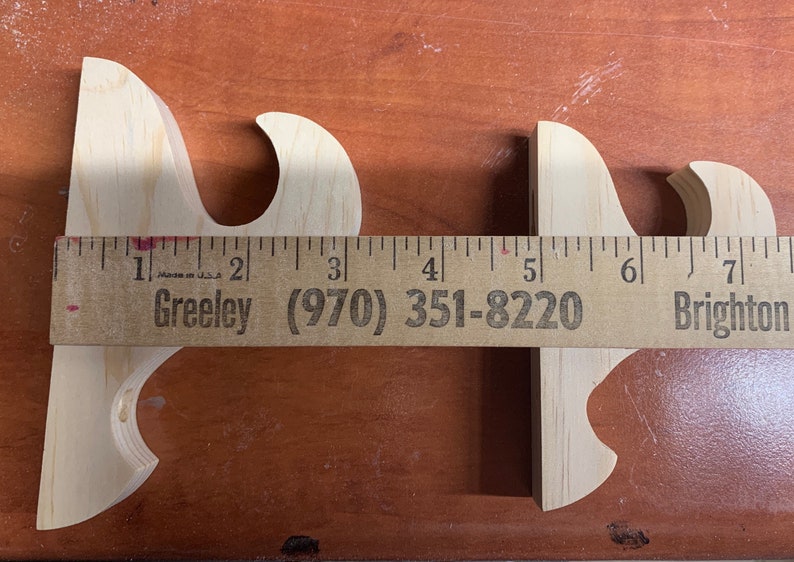 1 2 3 4 5 6 7
Made in U.S.A
Greeley (970) 351-8220 Brighton